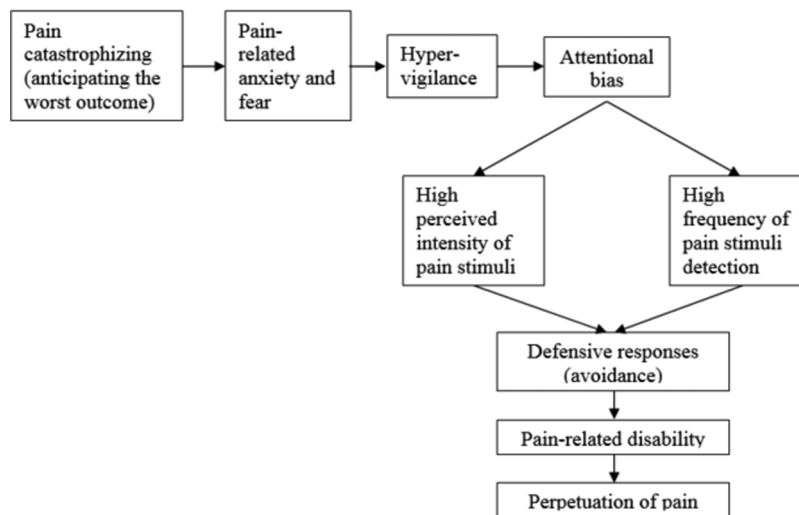 Pain
catastrophizing
(anticipating the
worst outcome)
Pain-
related
anxiety and
fear
Hyper-
vigilance
Attentional
bias
High
perceived
intensity of
pain stimuli
High
frequency of
pain stimuli
detection
Defensive responses
(avoidance)
Pain-related disability
Perpetuation of pain